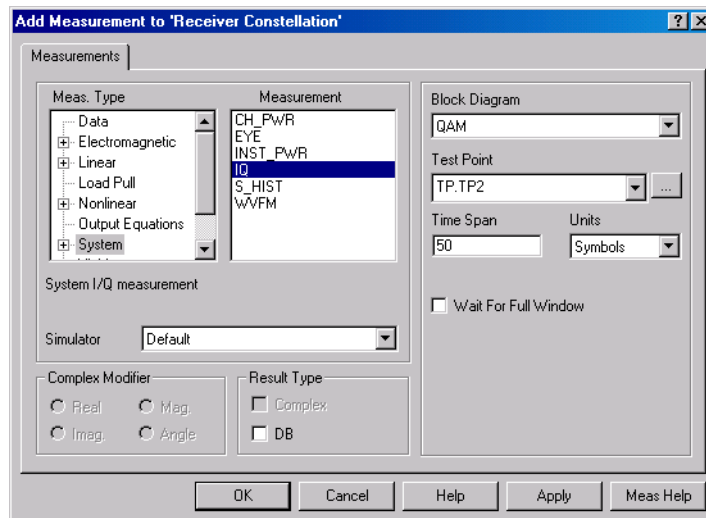 Add Measurement to 'Receiver Constellation'
Measurements
Meas. Type
Data
Electromagnetic
Linear
Load Pull
Nonlinear
Output Equations
System
Measurement
CH_PWR
EYE
INST_PWR
IQ
S_HIST
WVFM
System I/Q measurement
Simulator Default
Complex Modifier
Real Mag.
Imag. Angle
Result Type
Complex
DB
Block Diagram
QAM
Test Point
TP.TP2 ...
Time Span Units
50 Symbols
Wait For Full Window
OK Cancel Help Apply Meas Help